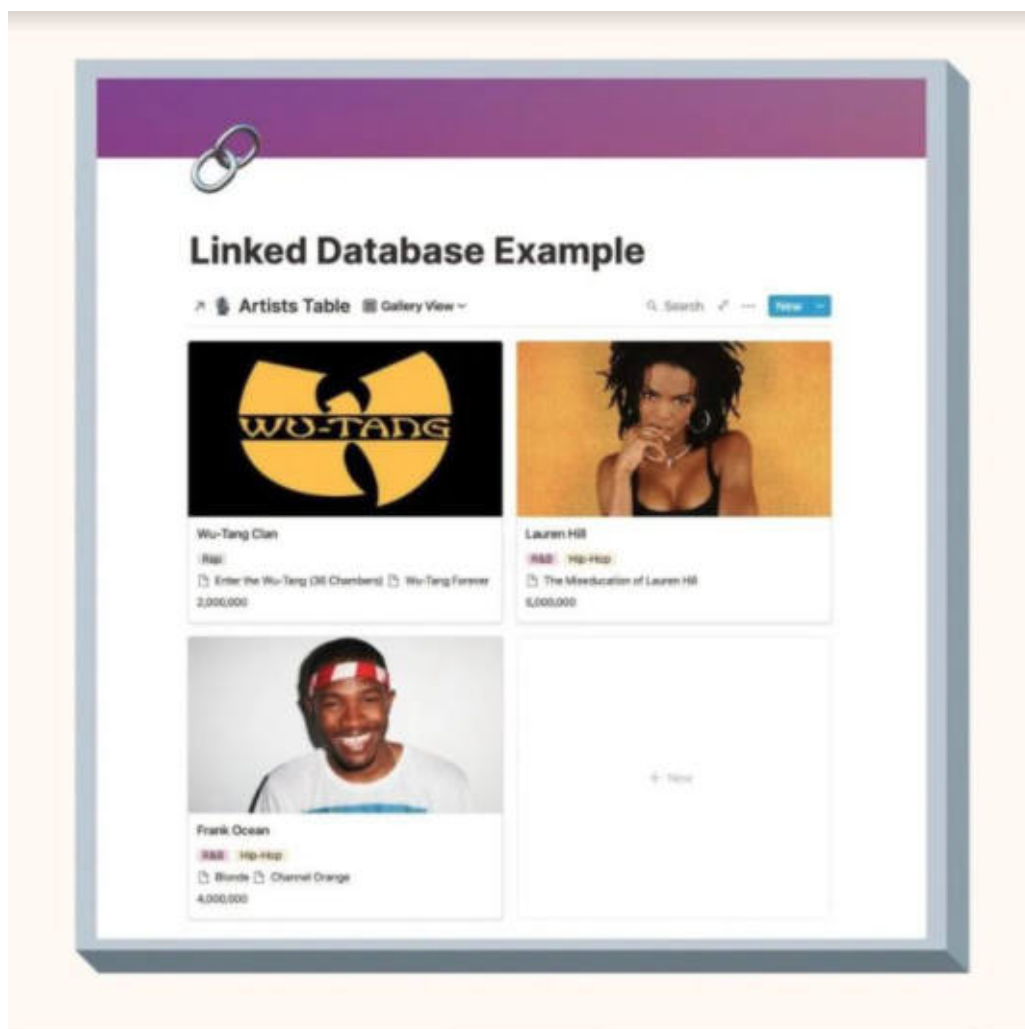 Linked Database Example
Artists Table Gallery View
Search New
WU-TANG
Wu-Tang Clan
Rap
Enter the Wu-Tang (36 Chambers) Wu-Tang Forever
2,000,000
Lauren Hill
R&B Hip-Hop
The Miseducation of Lauren Hill
5,000,000
Frank Ocean
R&B Hip-Hop
Blonde Channel Orange
4,000,000
+ New